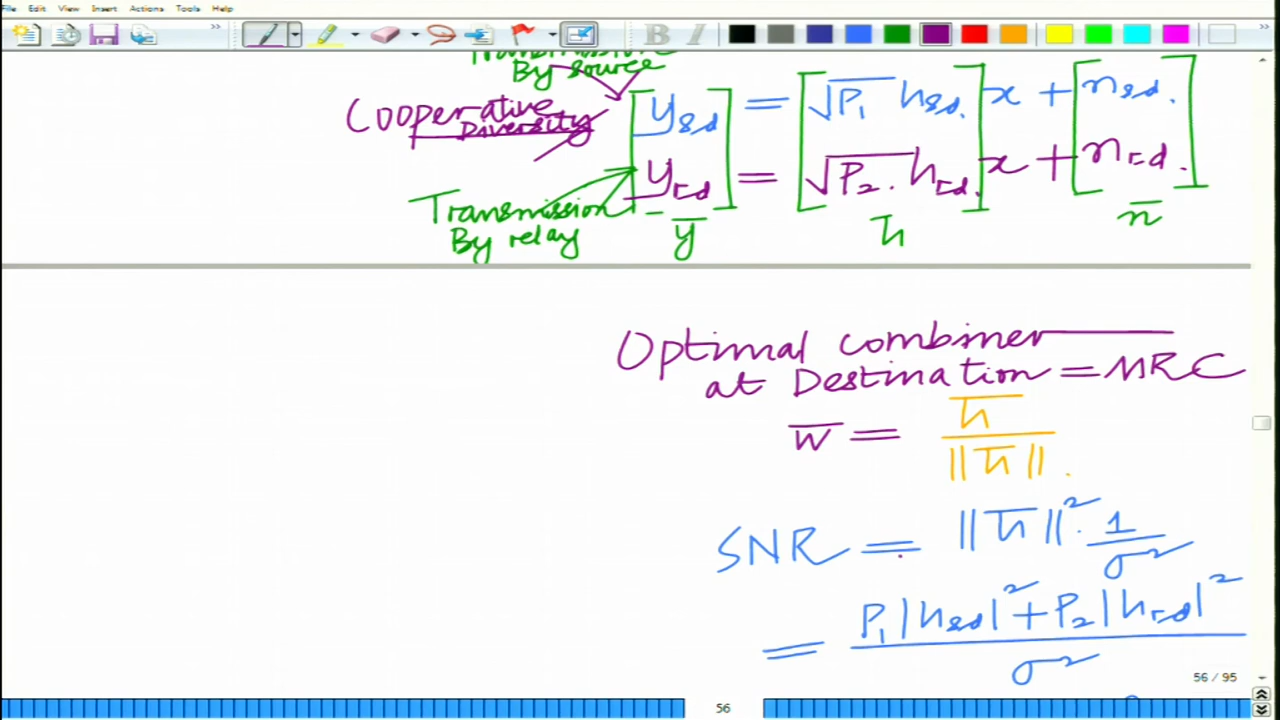 File Edit View Insert Actions Tools Help
By source
Cooperative
Diversity
y_sd = √P₁ h_sd. x + n_sd.
y_rd = √P₂. h_rd. x + n_rd.
Transmission
By relay
y̅ h̅ n̅
Optimal combiner
at Destination = MRC
w̅ = h̅ / ||h̅||.
SNR = ||h̅||². 1/σ²
= (P₁|h_sd|² + P₂|h_rd|²) / σ²
56 / 95
56